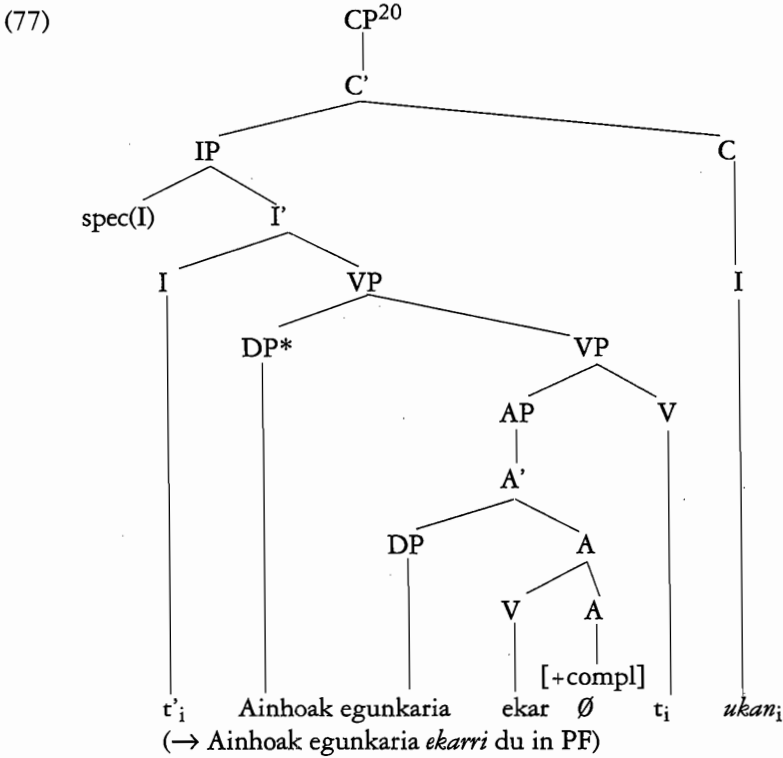 (77)
CP20
C'
IP C
spec(I) I'
I VP I
DP* VP
AP V
A'
DP A
V A
[+compl]
t'i Ainhoak egunkaria ekar Ø ti ukani
(→ Ainhoak egunkaria ekarri du in PF)